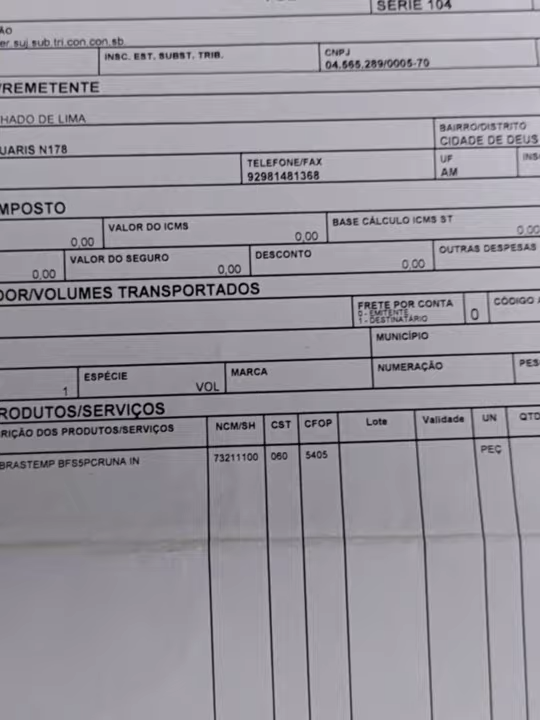 SÉRIE 104
ÃO
er.suj.sub.tri.con.con.sb
INSC. EST. SUBST. TRIB.
CNPJ
04.565.289/0005-70
/REMETENTE
HADO DE LIMA
BAIRRO/DISTRITO
CIDADE DE DEUS
UARIS N178
TELEFONE/FAX
92981481368
UF
AM
INS
MPOSTO
0,00
VALOR DO ICMS
0,00
BASE CÁLCULO ICMS ST
0,00
0,00
VALOR DO SEGURO
0,00
DESCONTO
0,00
OUTRAS DESPESAS
DOR/VOLUMES TRANSPORTADOS
FRETE POR CONTA
0 - EMITENTE
1 - DESTINATÁRIO
0
CÓDIGO
MUNICÍPIO
1
ESPÉCIE
VOL
MARCA
NUMERAÇÃO
PES
RODUTOS/SERVIÇOS
RIÇÃO DOS PRODUTOS/SERVIÇOS
NCM/SH
CST
CFOP
Lote
Validade
UN
QTD
BRASTEMP BFS5PCRUNA IN
73211100
060
5405
PEÇ